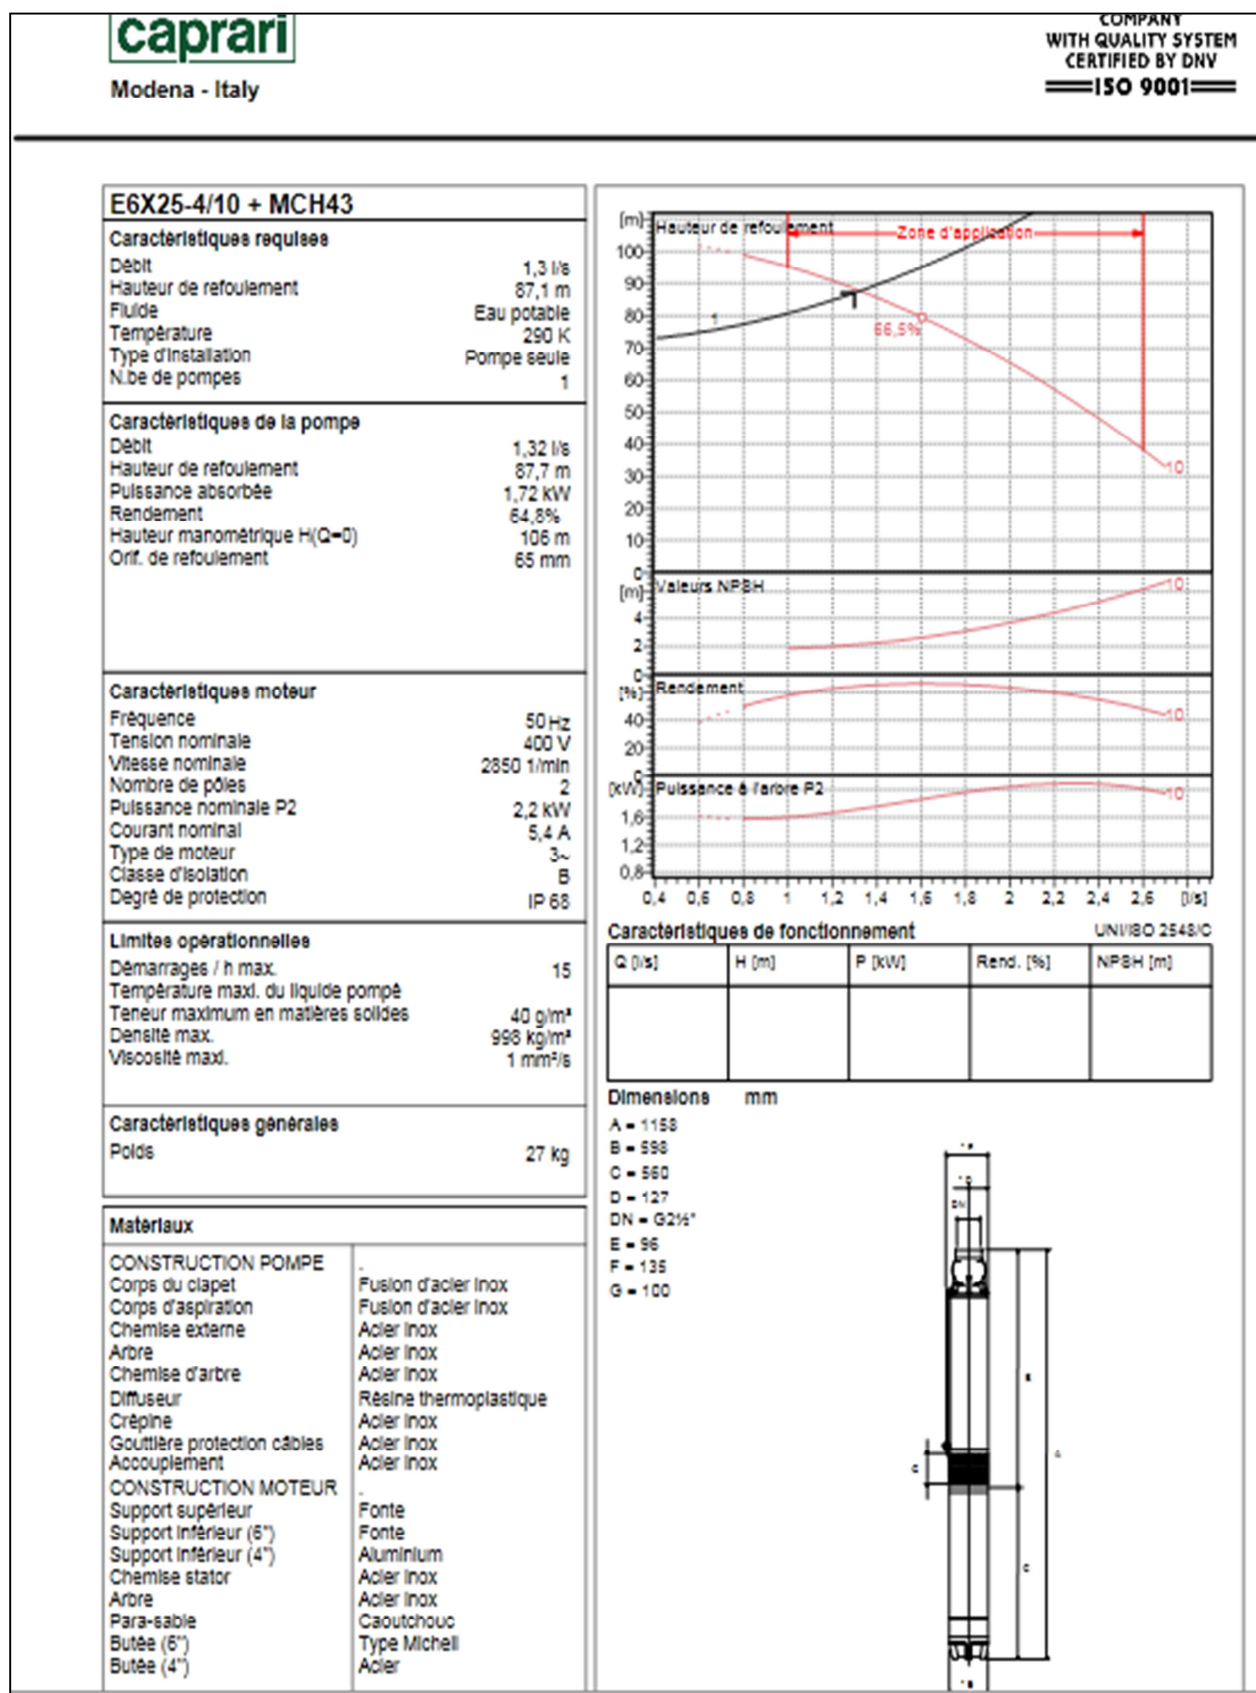 caprari
Modena - Italy
COMPANY
WITH QUALITY SYSTEM
CERTIFIED BY DNV
ISO 9001
E6X25-4/10 + MCH43
Caractéristiques requises
Débit 1,3 l/s
Hauteur de refoulement 87,1 m
Fluide Eau potable
Température 290 K
Type d'installation Pompe seule
N.be de pompes 1
Caractéristiques de la pompe
Débit 1,32 l/s
Hauteur de refoulement 87,7 m
Puissance absorbée 1,72 kW
Rendement 64,8%
Hauteur manométrique H(Q=0) 106 m
Orif. de refoulement 65 mm
Caractéristiques moteur
Fréquence 50 Hz
Tension nominale 400 V
Vitesse nominale 2850 1/min
Nombre de pôles 2
Puissance nominale P2 2,2 kW
Courant nominal 5,4 A
Type de moteur 3~
Classe d'isolation B
Degré de protection IP 68
Limites opérationnelles
Démarrages / h max. 15
Température maxi. du liquide pompé
Teneur maximum en matières solides 40 g/m³
Densité max. 998 kg/m³
Viscosité maxi. 1 mm²/s
Caractéristiques générales
Poids 27 kg
Matériaux
CONSTRUCTION POMPE .
Corps du clapet Fusion d'acier inox
Corps d'aspiration Fusion d'acier inox
Chemise externe Acier inox
Arbre Acier inox
Chemise d'arbre Acier inox
Diffuseur Résine thermoplastique
Crépine Acier inox
Gouttière protection câbles Acier inox
Accouplement Acier inox
CONSTRUCTION MOTEUR .
Support supérieur Fonte
Support inférieur (6") Fonte
Support inférieur (4") Aluminium
Chemise stator Acier inox
Arbre Acier inox
Para-sable Caoutchouc
Butée (6") Type Michell
Butée (4") Acier
[m] Hauteur de refoulement
Zone d'application
100
90
80
70
60
50
40
30
20
10
0
1
66,5%
10
[m] Valeurs NPSH
4
2
0
10
[%] Rendement
40
20
0
10
[kW] Puissance à l'arbre P2
1,6
1,2
0,8
10
0,4 0,6 0,8 1 1,2 1,4 1,6 1,8 2 2,2 2,4 2,6 [l/s]
Caractéristiques de fonctionnement UNI/ISO 2548/C
Q [l/s] H [m] P [kW] Rend. [%] NPSH [m]
Dimensions mm
A = 1158
B = 598
C = 560
D = 127
DN = G2½"
E = 96
F = 135
G = 100
DN